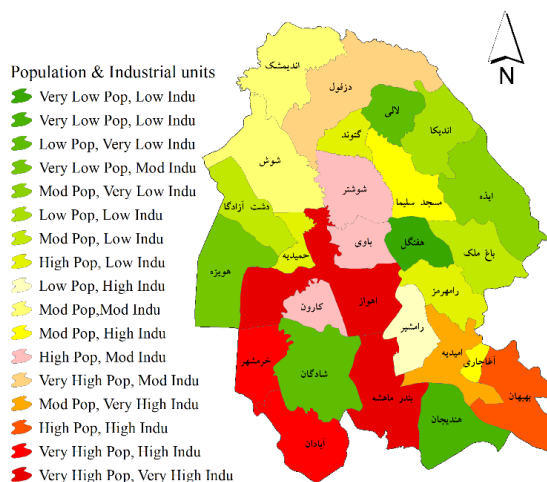 Population & Industrial units
Very Low Pop, Low Indu
Very Low Pop, Low Indu
Low Pop, Very Low Indu
Very Low Pop, Mod Indu
Mod Pop, Very Low Indu
Low Pop, Low Indu
Mod Pop, Low Indu
High Pop, Low Indu
Low Pop, High Indu
Mod Pop,Mod Indu
Mod Pop, High Indu
High Pop, Mod Indu
Very High Pop, Mod Indu
Mod Pop, Very High Indu
High Pop, High Indu
Very High Pop, High Indu
Very High Pop, Very High Indu
N
اندیمشک
دزفول
لالی
اندیکا
گتوند
شوش
شوشتر
مسجد سلیما
ایذه
دشت آزادگا
باوی
هفتگل
باغ ملک
حمیدیه
هویزه
رامهرمز
اهواز
کارون
رامشیر
امیدیه
آغاجاری
خرمشهر
شادگان
بهبهان
بندر ماهشه
هندیجان
آبادان